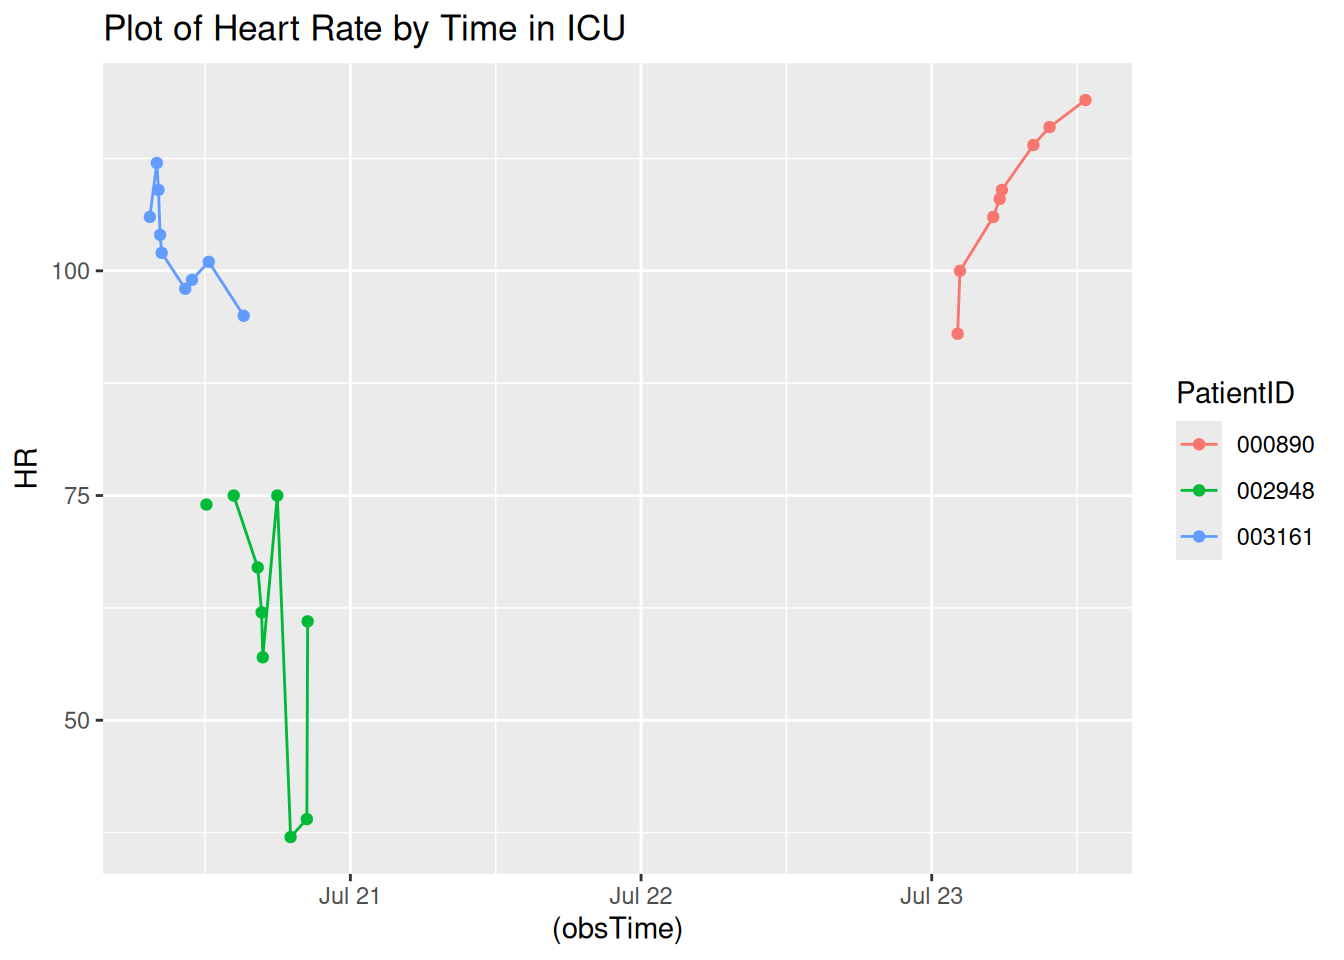 Plot of Heart Rate by Time in ICU
HR
100
75
50
Jul 21
Jul 22
Jul 23
(obsTime)
PatientID
000890
002948
003161